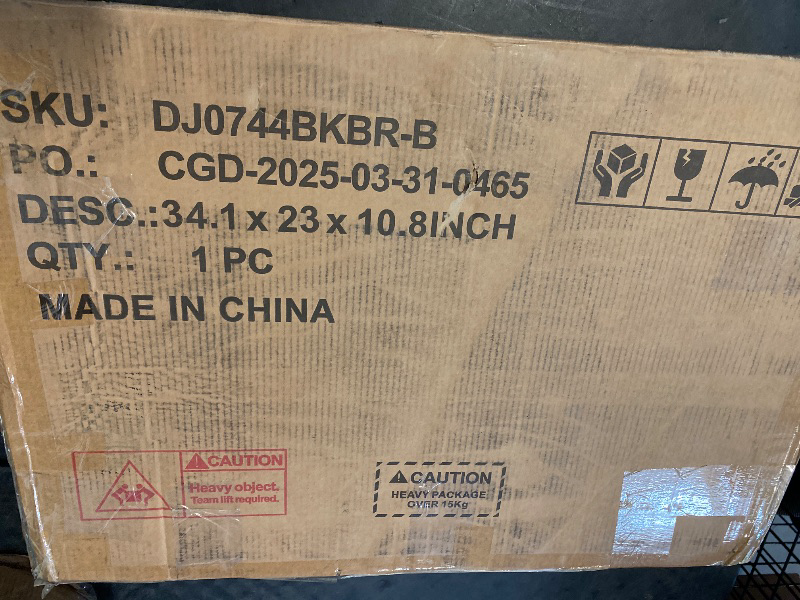 SKU: DJ0744BKBR-B
PO.: CGD-2025-03-31-0465
DESC.:34.1 x 23 x 10.8INCH
QTY.: 1 PC
MADE IN CHINA
CAUTION
Heavy object.
Team lift required.
CAUTION
HEAVY PACKAGE
OVER 15Kg